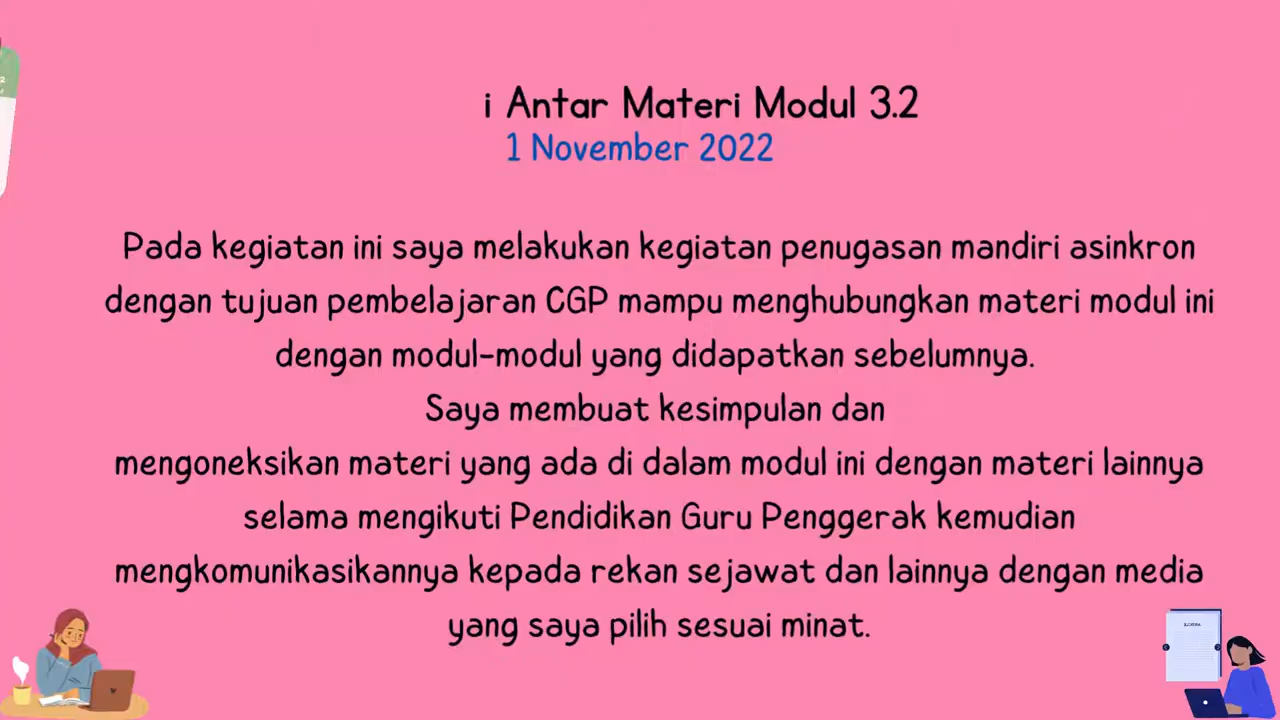 i Antar Materi Modul 3.2
1 November 2022
Pada kegiatan ini saya melakukan kegiatan penugasan mandiri asinkron
dengan tujuan pembelajaran CGP mampu menghubungkan materi modul ini
dengan modul-modul yang didapatkan sebelumnya.
Saya membuat kesimpulan dan
mengoneksikan materi yang ada di dalam modul ini dengan materi lainnya
selama mengikuti Pendidikan Guru Penggerak kemudian
mengkomunikasikannya kepada rekan sejawat dan lainnya dengan media
yang saya pilih sesuai minat.